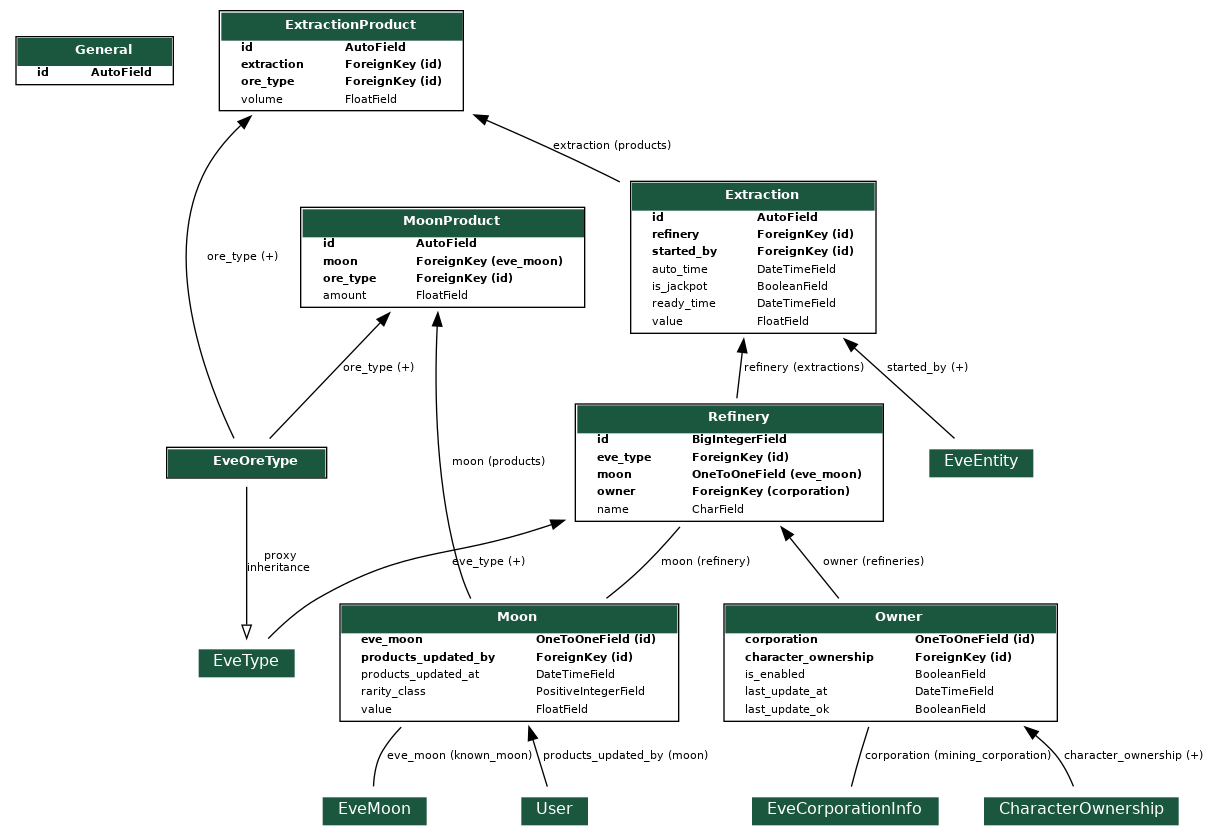 General
id AutoField
ExtractionProduct
id AutoField
extraction ForeignKey (id)
ore_type ForeignKey (id)
volume FloatField
extraction (products)
Extraction
id AutoField
refinery ForeignKey (id)
started_by ForeignKey (id)
auto_time DateTimeField
is_jackpot BooleanField
ready_time DateTimeField
value FloatField
MoonProduct
id AutoField
moon ForeignKey (eve_moon)
ore_type ForeignKey (id)
amount FloatField
ore_type (+)
ore_type (+)
refinery (extractions)
started_by (+)
Refinery
id BigIntegerField
eve_type ForeignKey (id)
moon OneToOneField (eve_moon)
owner ForeignKey (corporation)
name CharField
EveOreType
moon (products)
EveEntity
proxy
inheritance
eve_type (+)
moon (refinery)
owner (refineries)
EveType
Moon
eve_moon OneToOneField (id)
products_updated_by ForeignKey (id)
products_updated_at DateTimeField
rarity_class PositiveIntegerField
value FloatField
Owner
corporation OneToOneField (id)
character_ownership ForeignKey (id)
is_enabled BooleanField
last_update_at DateTimeField
last_update_ok BooleanField
eve_moon (known_moon)
products_updated_by (moon)
corporation (mining_corporation)
character_ownership (+)
EveMoon
User
EveCorporationInfo
CharacterOwnership